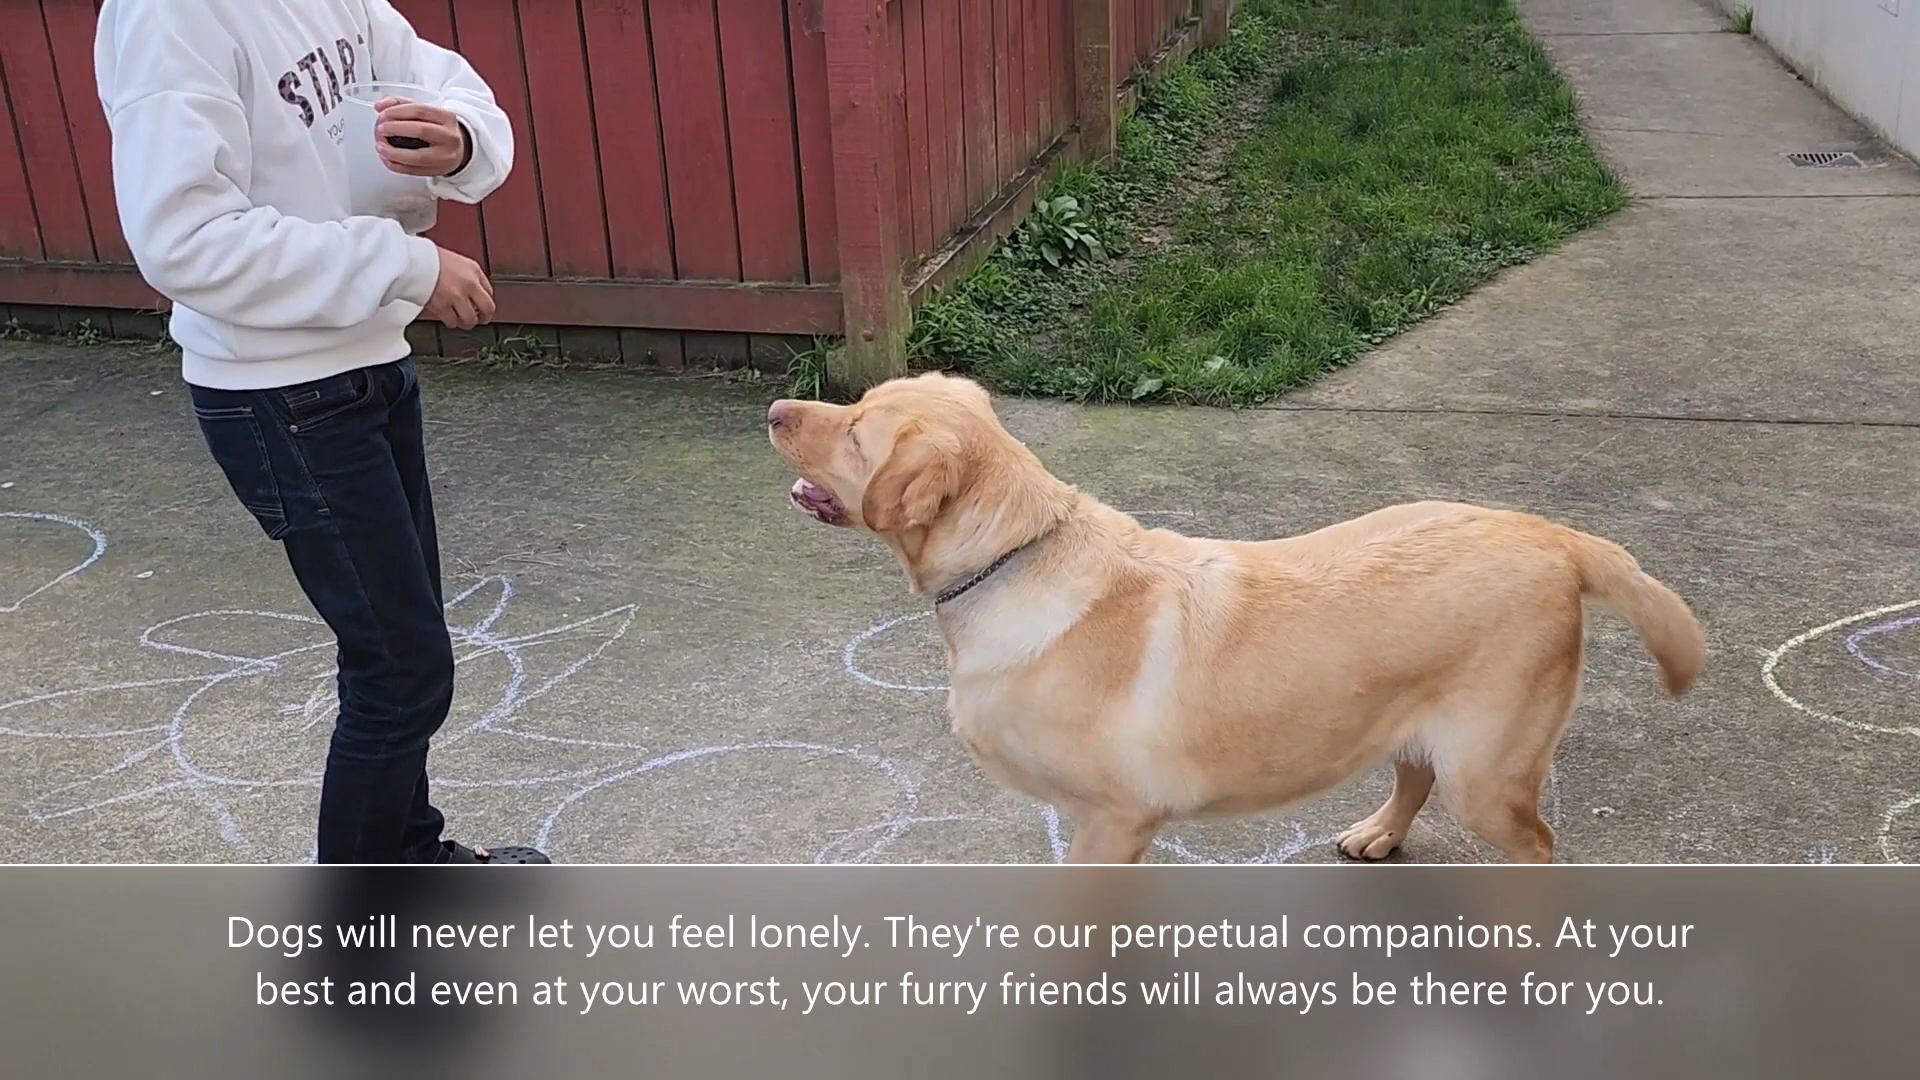 STAR
Dogs will never let you feel lonely. They're our perpetual companions. At your
best and even at your worst, your furry friends will always be there for you.